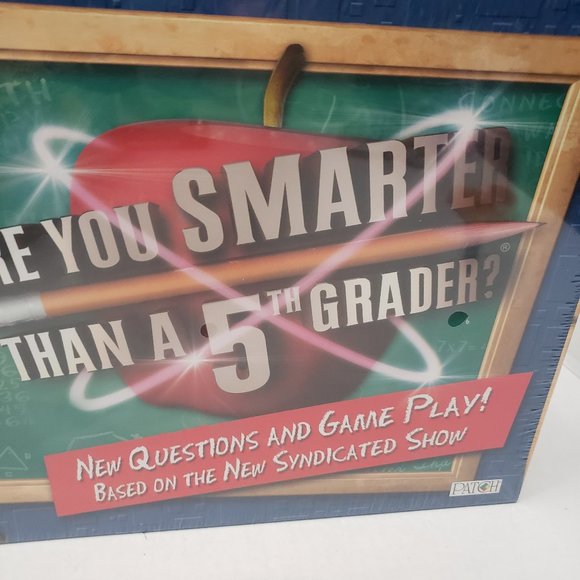 RE YOU SMARTER
THAN A 5TH GRADER?®
NEW QUESTIONS AND GAME PLAY!
BASED ON THE NEW SYNDICATED SHOW
PATCH